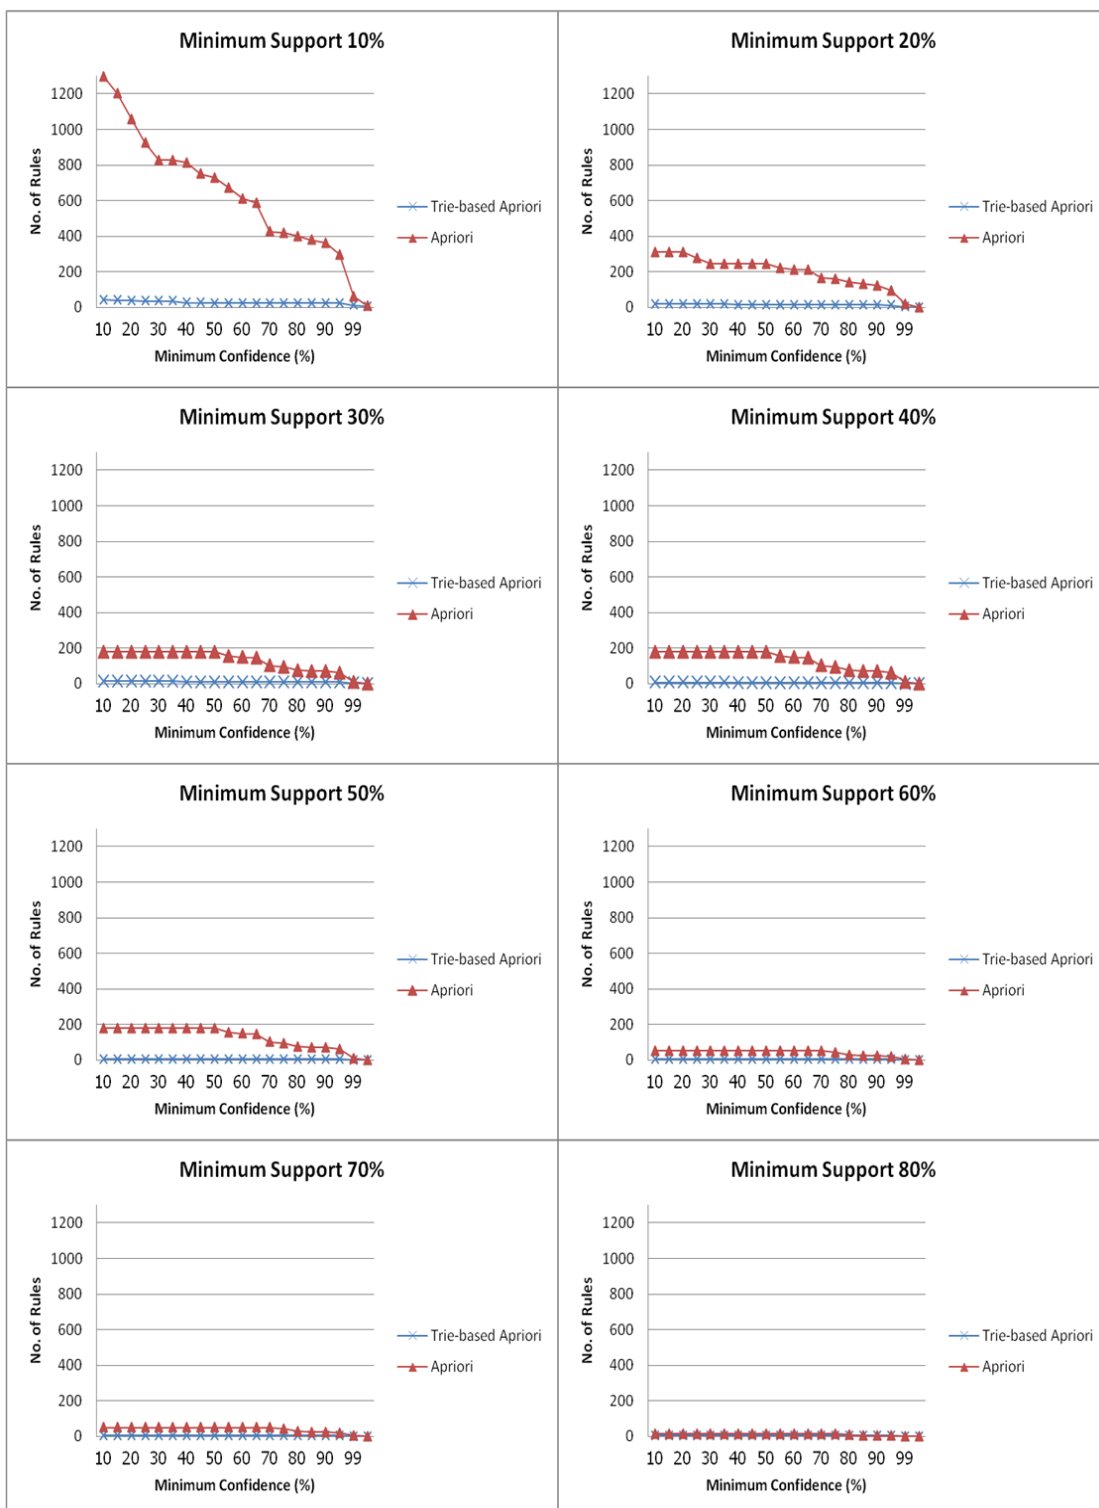 Minimum Support 10%
No. of Rules
1200
1000
800
600
400
200
0
10 20 30 40 50 60 70 80 90 99
Minimum Confidence (%)
Trie-based Apriori
Apriori
Minimum Support 20%
No. of Rules
1200
1000
800
600
400
200
0
10 20 30 40 50 60 70 80 90 99
Minimum Confidence (%)
Trie-based Apriori
Apriori
Minimum Support 30%
No. of Rules
1200
1000
800
600
400
200
0
10 20 30 40 50 60 70 80 90 99
Minimum Confidence (%)
Trie-based Apriori
Apriori
Minimum Support 40%
No. of Rules
1200
1000
800
600
400
200
0
10 20 30 40 50 60 70 80 90 99
Minimum Confidence (%)
Trie-based Apriori
Apriori
Minimum Support 50%
No. of Rules
1200
1000
800
600
400
200
0
10 20 30 40 50 60 70 80 90 99
Minimum Confidence (%)
Trie-based Apriori
Apriori
Minimum Support 60%
No. of Rules
1200
1000
800
600
400
200
0
10 20 30 40 50 60 70 80 90 99
Minimum Confidence (%)
Trie-based Apriori
Apriori
Minimum Support 70%
No. of Rules
1200
1000
800
600
400
200
0
10 20 30 40 50 60 70 80 90 99
Minimum Confidence (%)
Trie-based Apriori
Apriori
Minimum Support 80%
No. of Rules
1200
1000
800
600
400
200
0
10 20 30 40 50 60 70 80 90 99
Minimum Confidence (%)
Trie-based Apriori
Apriori